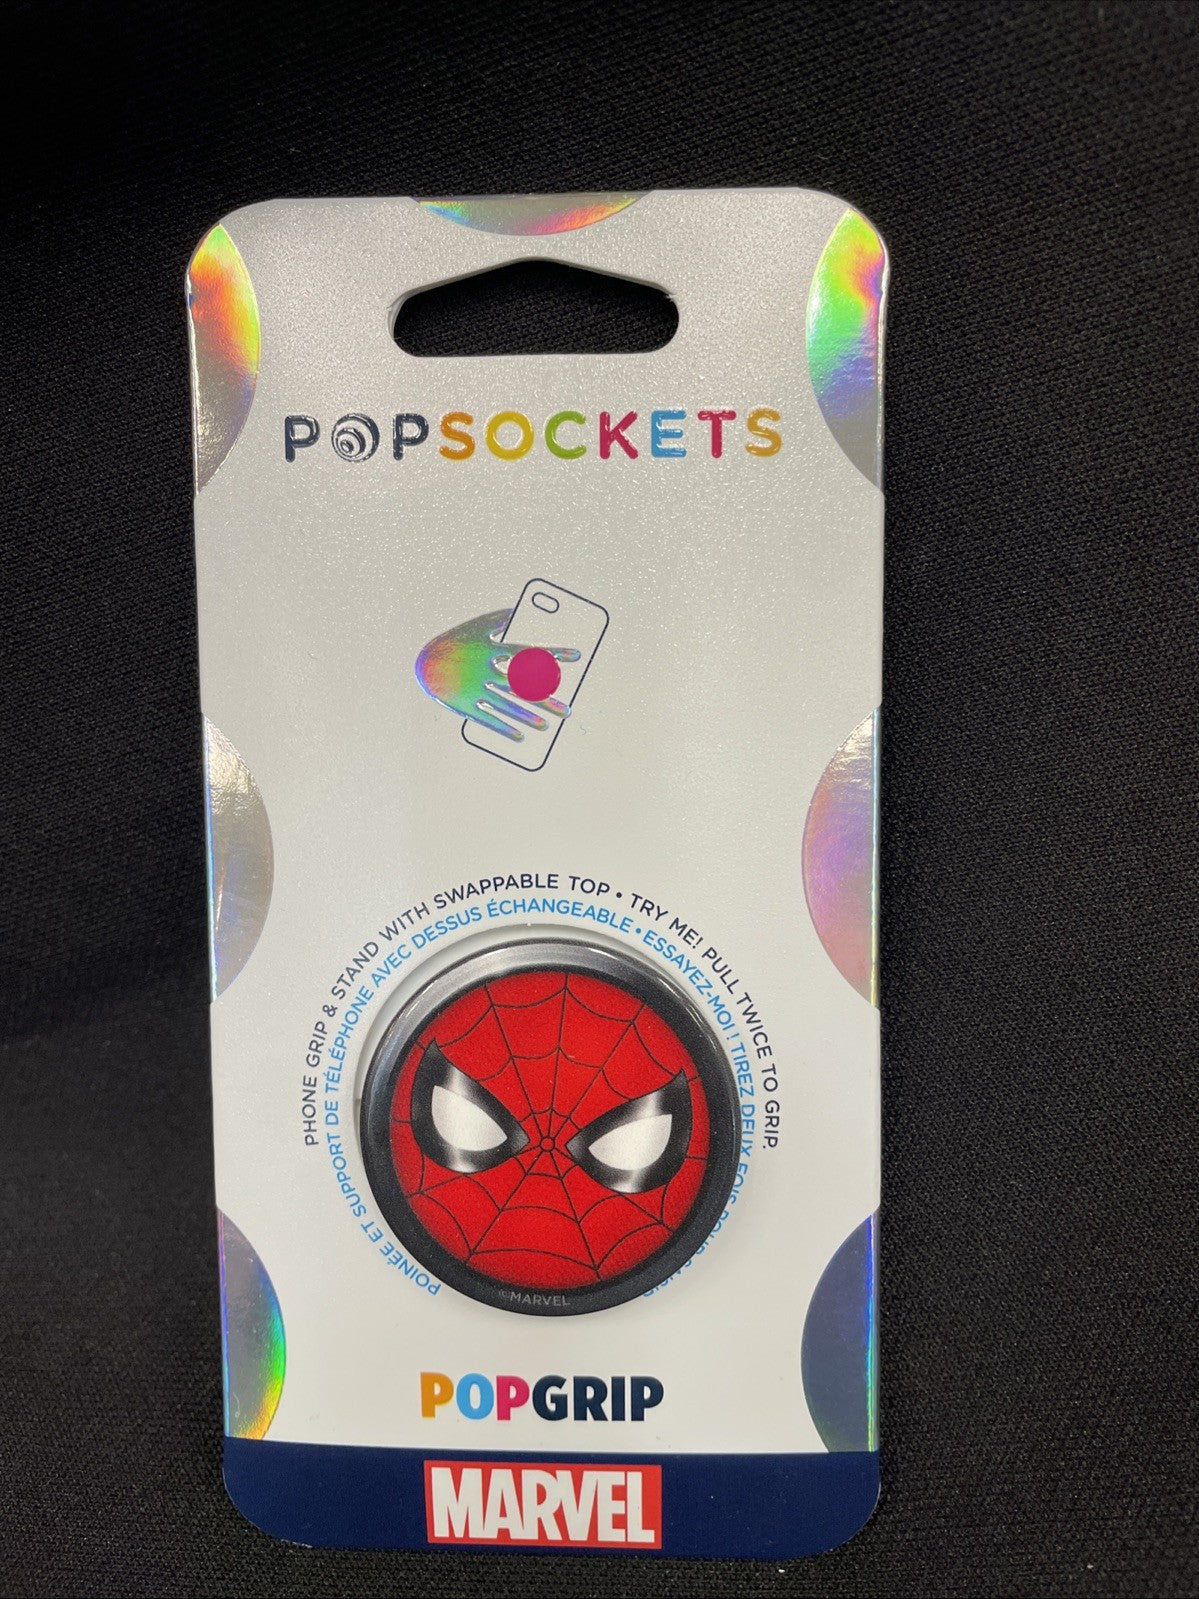 POPSOCKETS
PHONE GRIP & STAND WITH SWAPPABLE TOP • TRY ME! PULL TWICE TO GRIP.
POINÉE ET SUPPORT DE TÉLÉPHONE AVEC DESSUS ÉCHANGEABLE • ESSAYEZ-MOI ! TIREZ DEUX FOIS
©MARVEL
POPGRIP
MARVEL